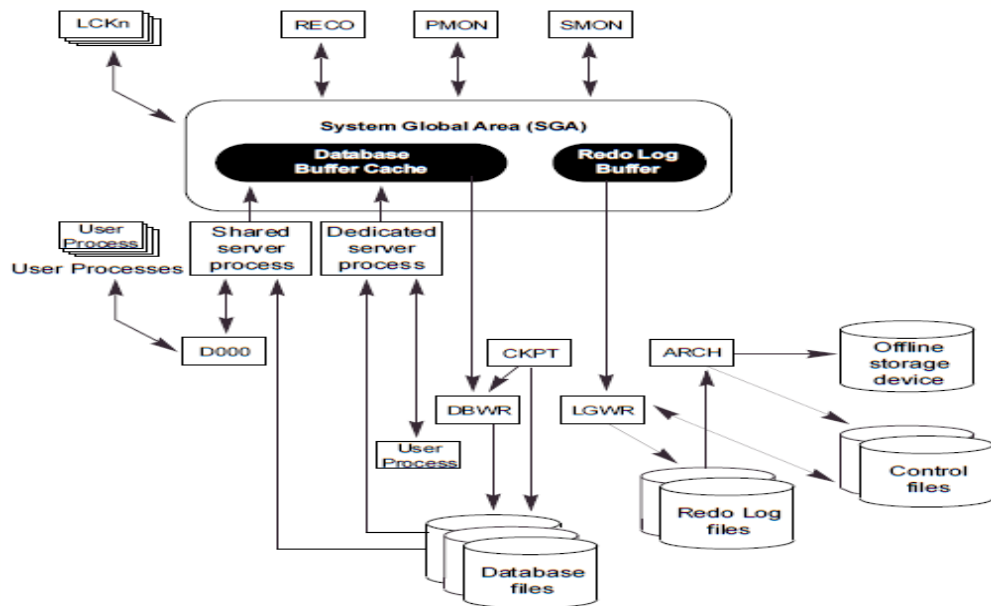 LCKn
RECO
PMON
SMON
System Global Area (SGA)
Database
Buffer Cache
Redo Log
Buffer
User
Process
User Processes
Shared
server
process
Dedicated
server
process
D000
CKPT
ARCH
Offline
storage
device
DBWR
LGWR
User
Process
Control
files
Redo Log
files
Database
files